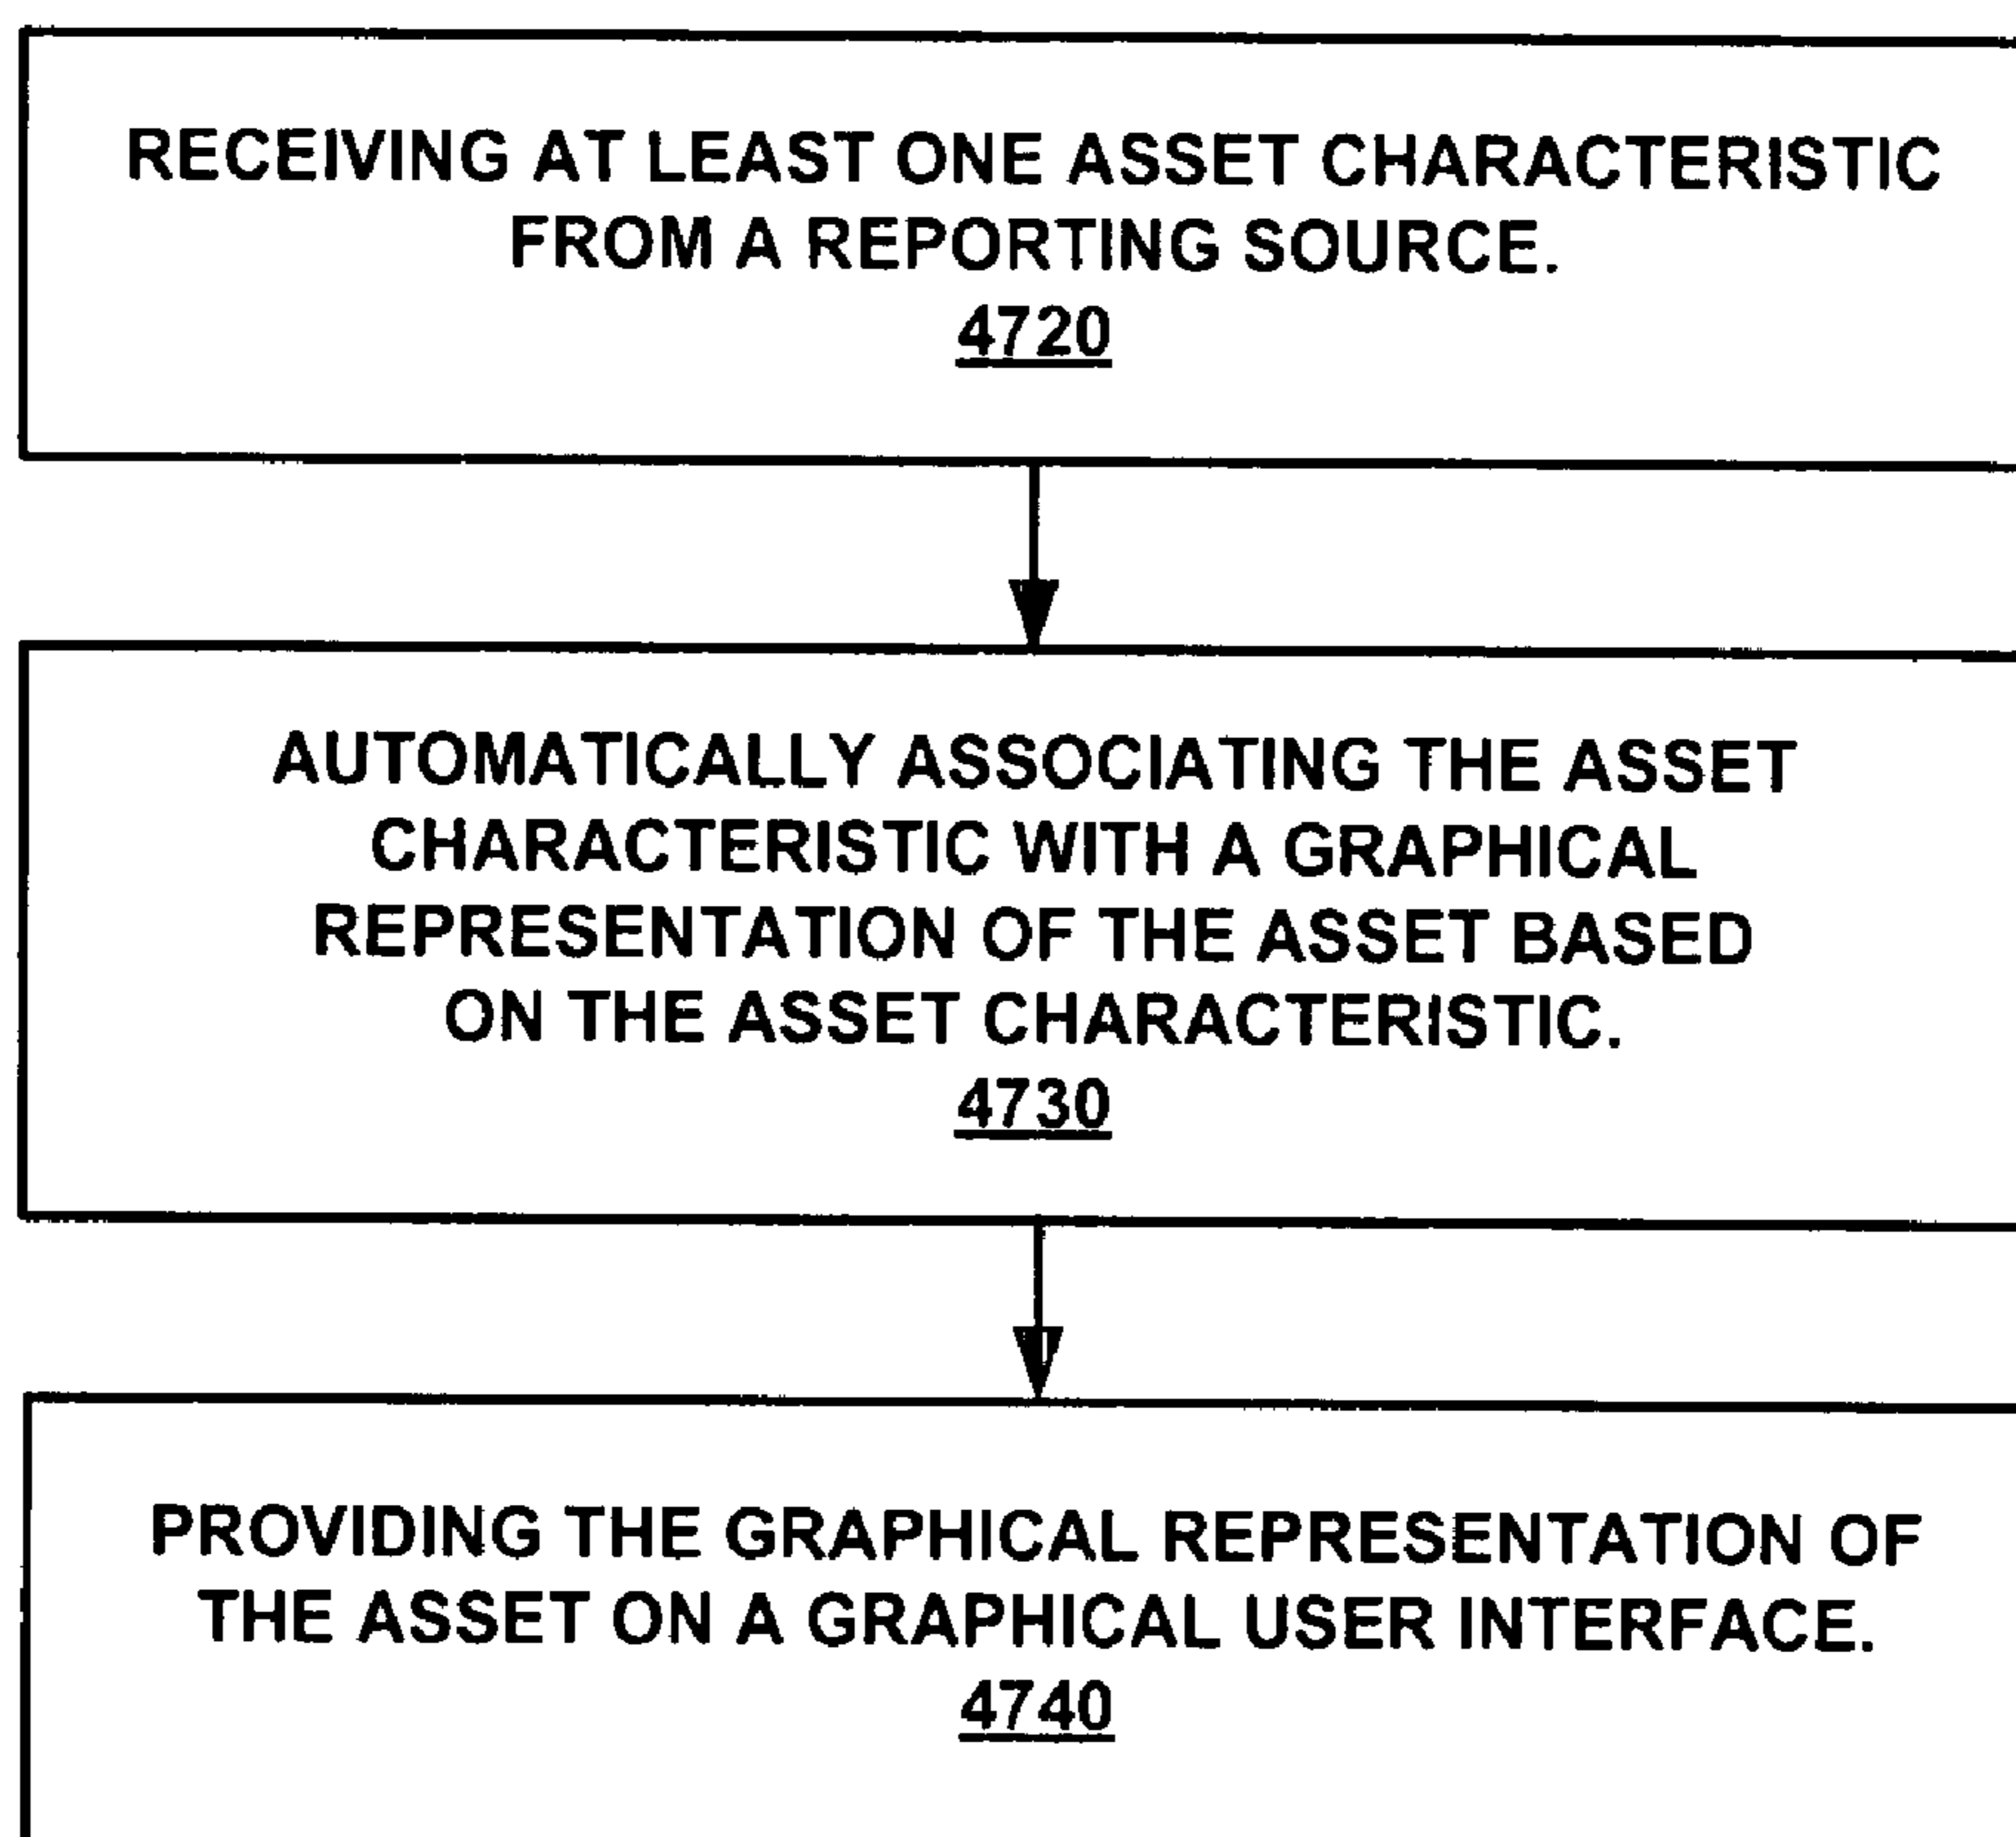 RECEIVING AT LEAST ONE ASSET CHARACTERISTIC
FROM A REPORTING SOURCE.
4720
AUTOMATICALLY ASSOCIATING THE ASSET
CHARACTERISTIC WITH A GRAPHICAL
REPRESENTATION OF THE ASSET BASED
ON THE ASSET CHARACTERISTIC.
4730
PROVIDING THE GRAPHICAL REPRESENTATION OF
THE ASSET ON A GRAPHICAL USER INTERFACE.
4740